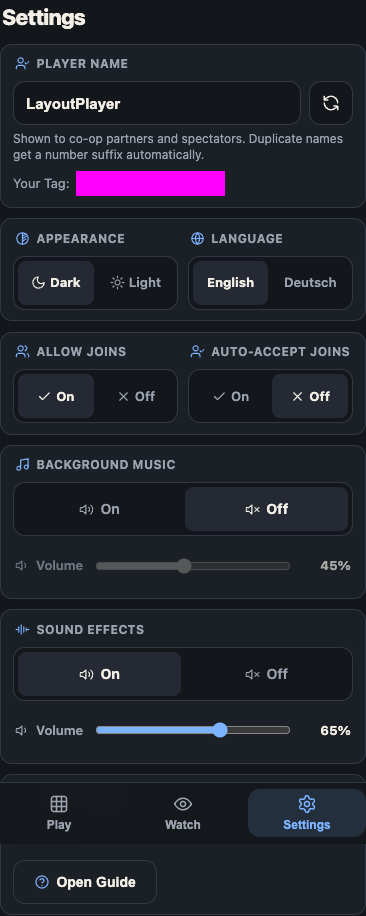 Settings
PLAYER NAME
LayoutPlayer
Shown to co-op partners and spectators. Duplicate names
get a number suffix automatically.
Your Tag:
APPEARANCE
Dark Light
LANGUAGE
English Deutsch
ALLOW JOINS
On Off
AUTO-ACCEPT JOINS
On Off
BACKGROUND MUSIC
On Off
Volume 45%
SOUND EFFECTS
On Off
Volume 65%
Play Watch Settings
Open Guide